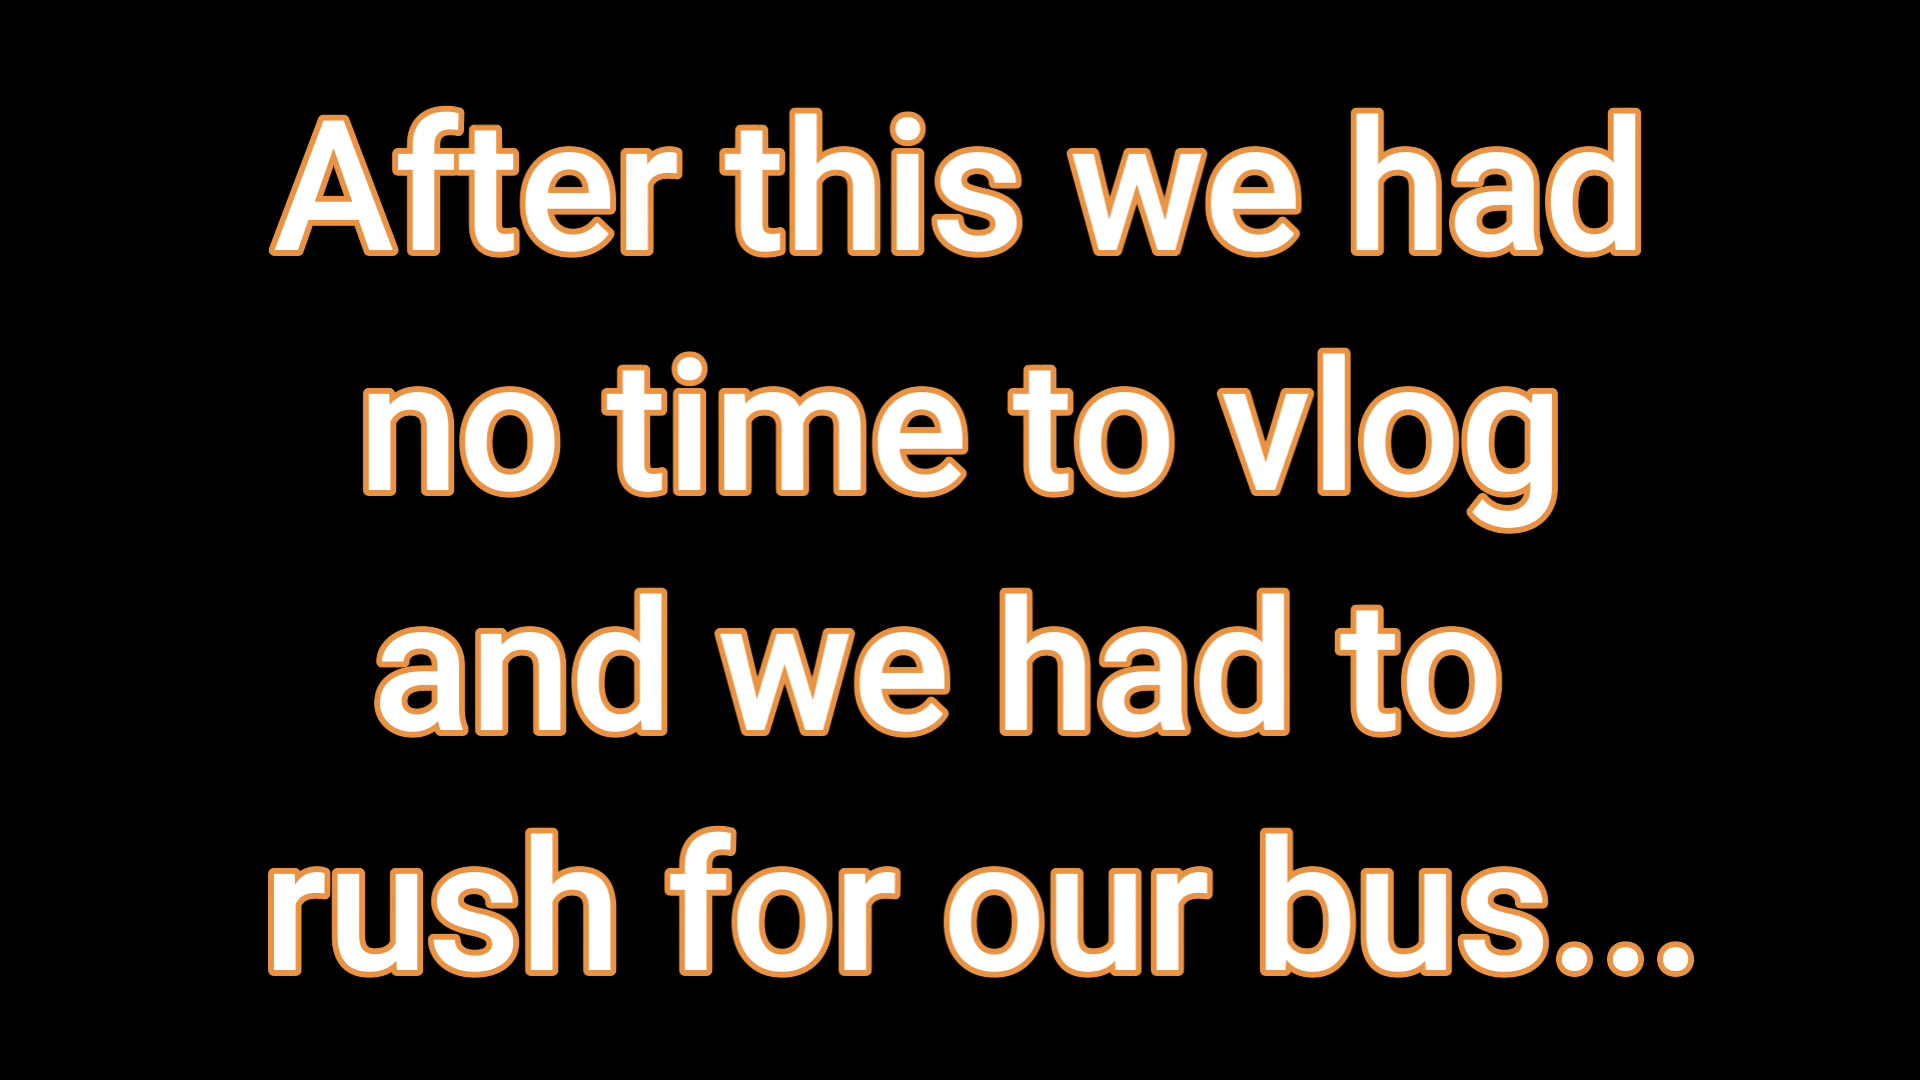 After this we had
no time to vlog
and we had to
rush for our bus...